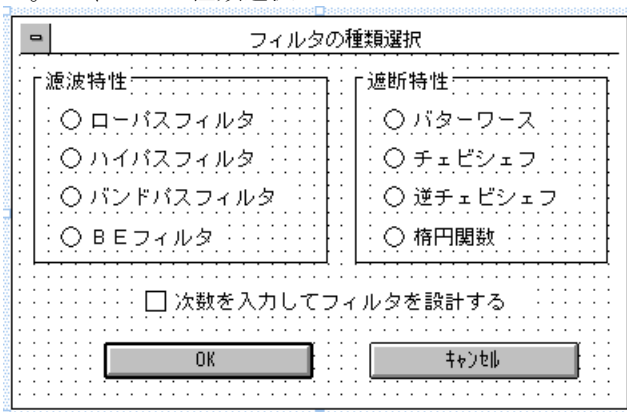 フィルタの種類選択
濾波特性
ローパスフィルタ
ハイパスフィルタ
バンドパスフィルタ
BEフィルタ
遮断特性
バターワース
チェビシェフ
逆チェビシェフ
楕円関数
次数を入力してフィルタを設計する
OK
キャンセル